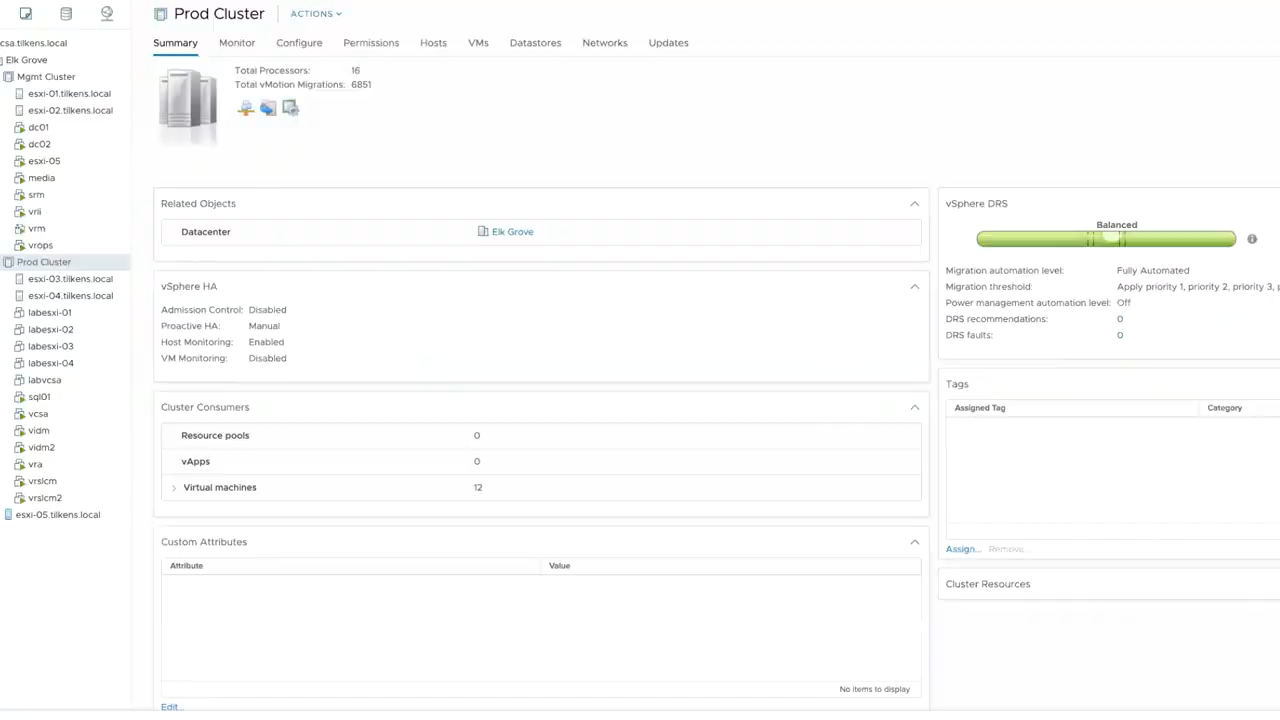 Prod Cluster ACTIONS
Summary Monitor Configure Permissions Hosts VMs Datastores Networks Updates
csa.tilkens.local
Elk Grove
Mgmt Cluster
esxi-01.tilkens.local
esxi-02.tilkens.local
dc01
dc02
esxi-05
media
srm
vrli
vrm
vrops
Prod Cluster
esxi-03.tilkens.local
esxi-04.tilkens.local
labesxi-01
labesxi-02
labesxi-03
labesxi-04
labvcsa
sql01
vcsa
vidm
vidm2
vra
vrslcm
vrslcm2
esxi-05.tilkens.local
Total Processors: 16
Total vMotion Migrations: 6851
Related Objects
Datacenter Elk Grove
vSphere HA
Admission Control: Disabled
Proactive HA: Manual
Host Monitoring: Enabled
VM Monitoring: Disabled
Cluster Consumers
Resource pools 0
vApps 0
Virtual machines 12
Custom Attributes
Attribute Value
No items to display
Edit...
vSphere DRS
Balanced
Migration automation level: Fully Automated
Migration threshold: Apply priority 1, priority 2, priority 3, p
Power management automation level: Off
DRS recommendations: 0
DRS faults: 0
Tags
Assigned Tag Category
Assign... Remove...
Cluster Resources